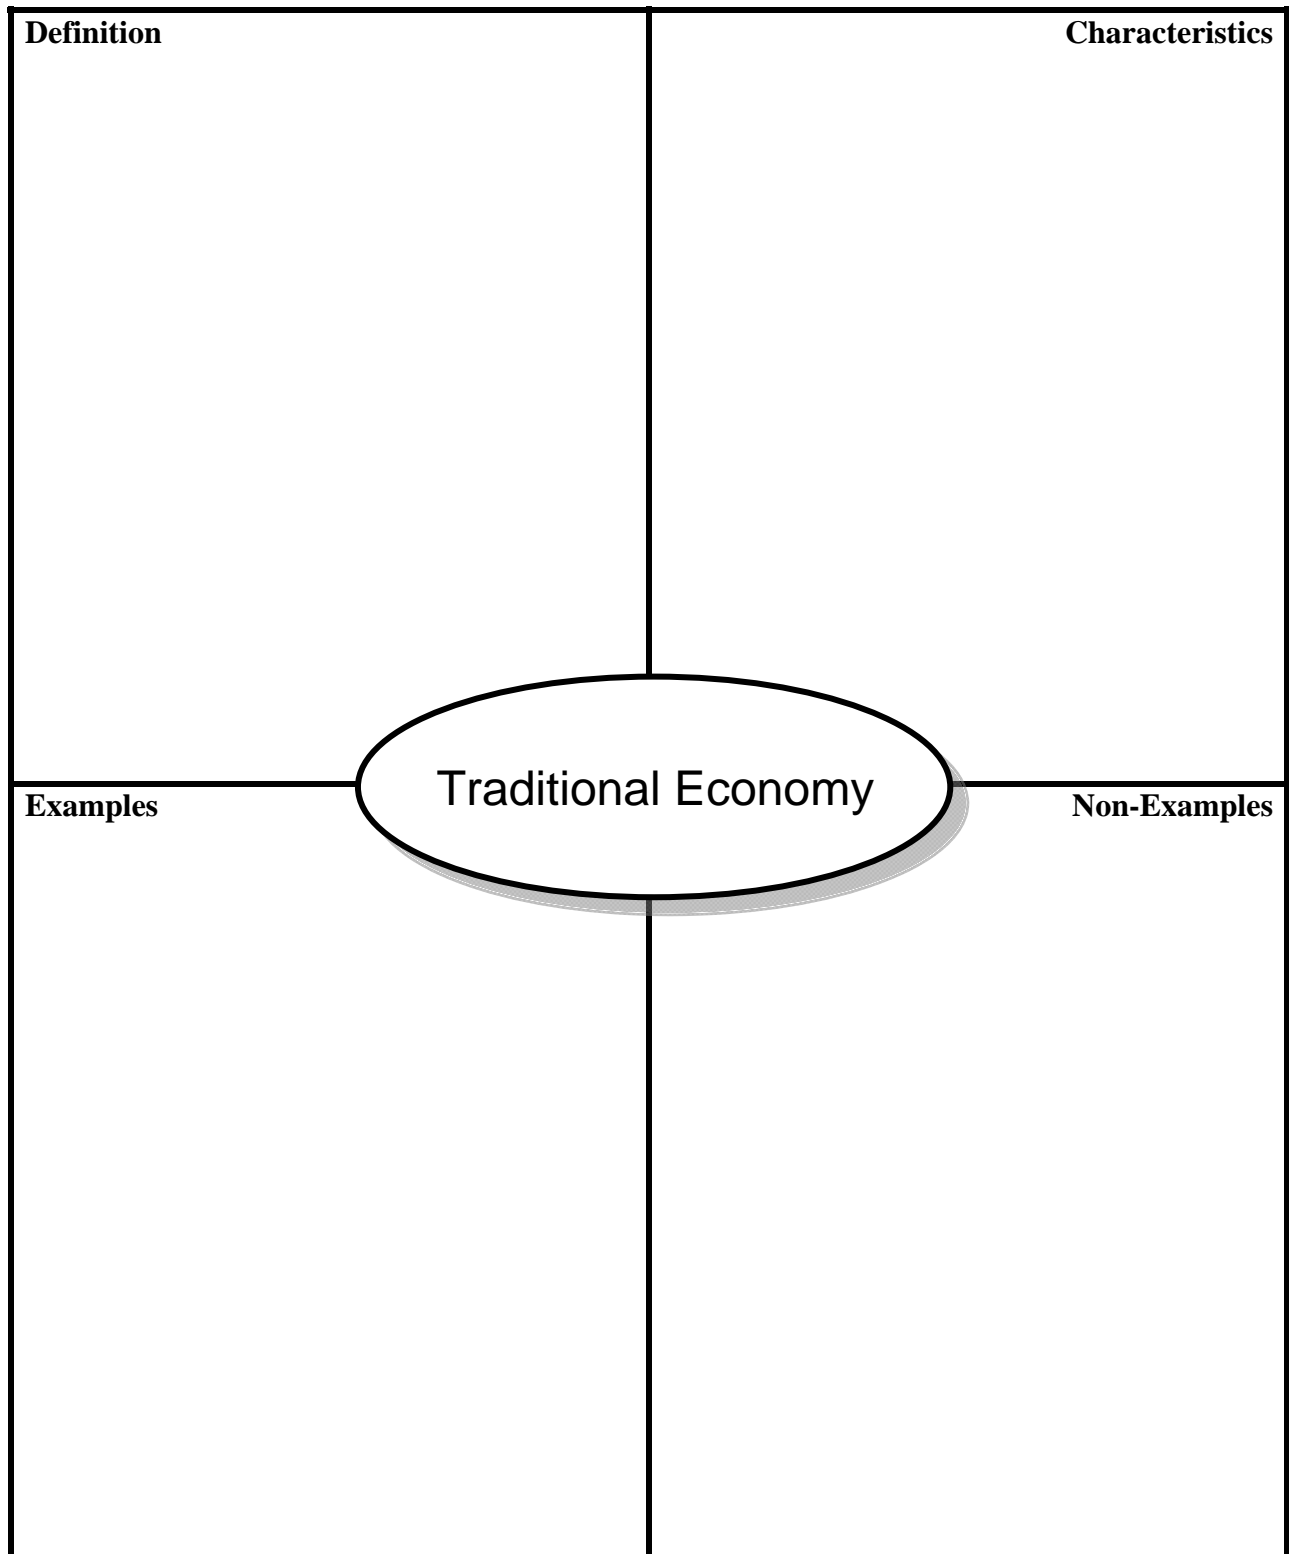 Definition
Characteristics
Traditional Economy
Examples
Non-Examples